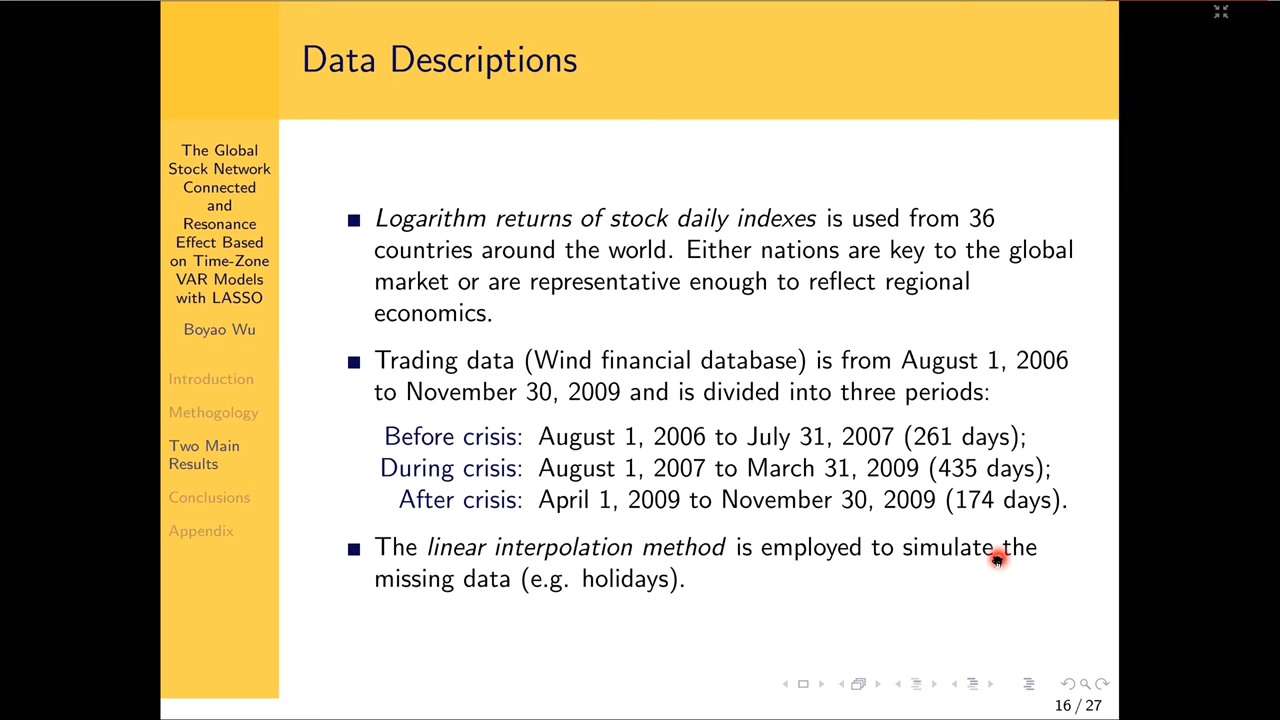 Data Descriptions
The Global
Stock Network
Connected
and
Resonance
Effect Based
on Time-Zone
VAR Models
with LASSO
Boyao Wu
Introduction
Methogology
Two Main
Results
Conclusions
Appendix
Logarithm returns of stock daily indexes is used from 36
countries around the world. Either nations are key to the global
market or are representative enough to reflect regional
economics.
Trading data (Wind financial database) is from August 1, 2006
to November 30, 2009 and is divided into three periods:
Before crisis: August 1, 2006 to July 31, 2007 (261 days);
During crisis: August 1, 2007 to March 31, 2009 (435 days);
After crisis: April 1, 2009 to November 30, 2009 (174 days).
The linear interpolation method is employed to simulate the
missing data (e.g. holidays).
16 / 27